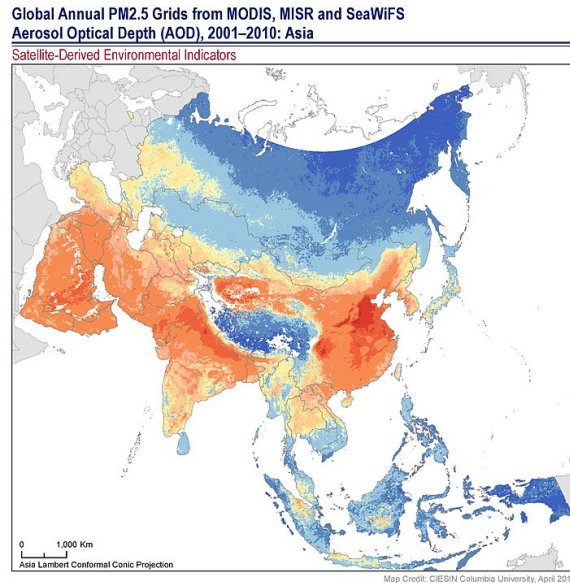 Global Annual PM2.5 Grids from MODIS, MISR and SeaWiFS
Aerosol Optical Depth (AOD), 2001–2010: Asia
Satellite-Derived Environmental Indicators
0 1,000 Km
Asia Lambert Conformal Conic Projection
Map Credit: CIESIN Columbia University, April